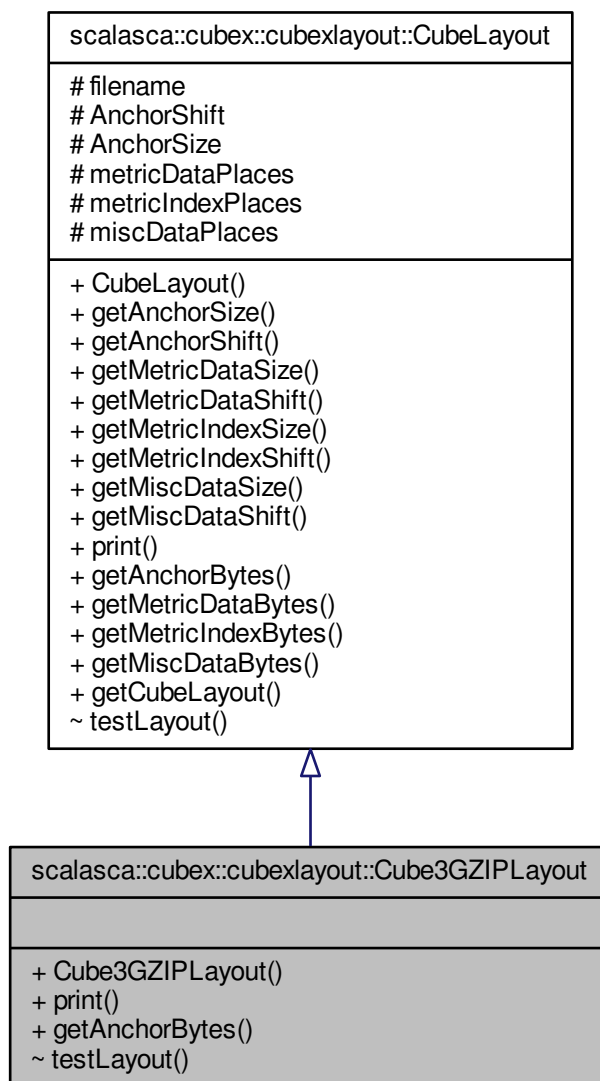 scalasca::cubex::cubexlayout::CubeLayout
# filename
# AnchorShift
# AnchorSize
# metricDataPlaces
# metricIndexPlaces
# miscDataPlaces
+ CubeLayout()
+ getAnchorSize()
+ getAnchorShift()
+ getMetricDataSize()
+ getMetricDataShift()
+ getMetricIndexSize()
+ getMetricIndexShift()
+ getMiscDataSize()
+ getMiscDataShift()
+ print()
+ getAnchorBytes()
+ getMetricDataBytes()
+ getMetricIndexBytes()
+ getMiscDataBytes()
+ getCubeLayout()
~ testLayout()
scalasca::cubex::cubexlayout::Cube3GZIPLayout
+ Cube3GZIPLayout()
+ print()
+ getAnchorBytes()
~ testLayout()